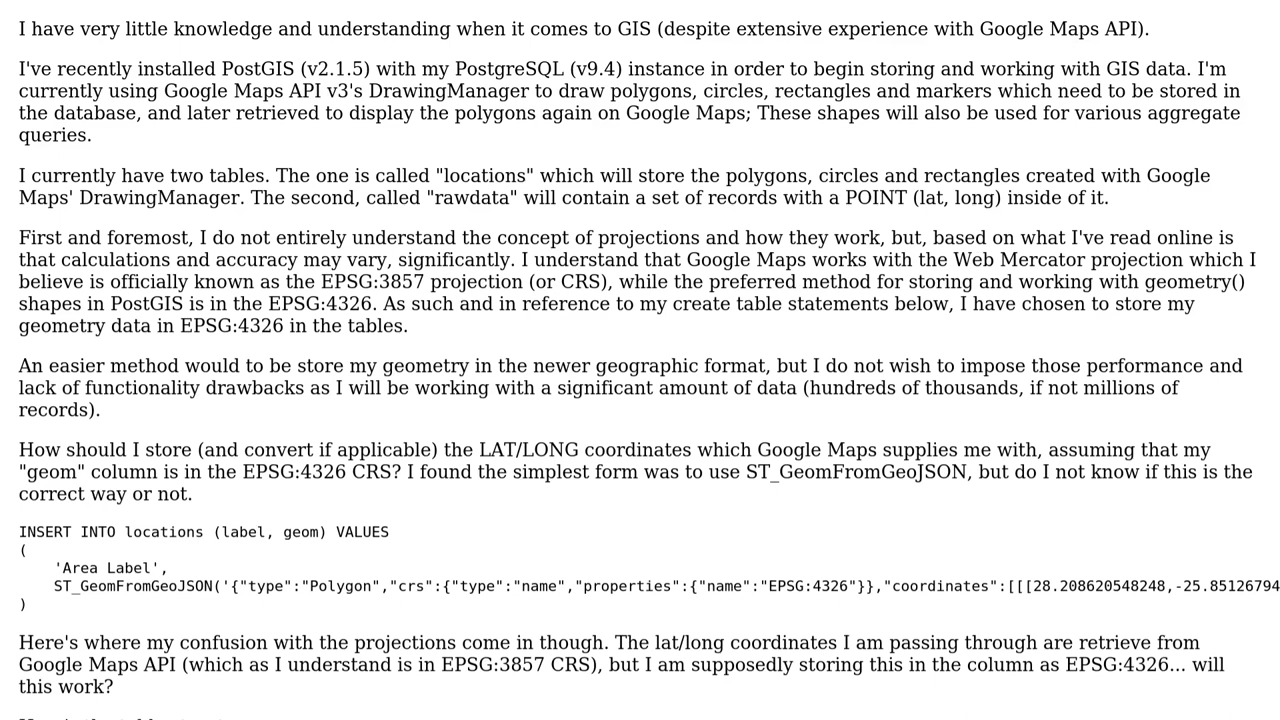 I have very little knowledge and understanding when it comes to GIS (despite extensive experience with Google Maps API).
I've recently installed PostGIS (v2.1.5) with my PostgreSQL (v9.4) instance in order to begin storing and working with GIS data. I'm
currently using Google Maps API v3's DrawingManager to draw polygons, circles, rectangles and markers which need to be stored in
the database, and later retrieved to display the polygons again on Google Maps; These shapes will also be used for various aggregate
queries.
I currently have two tables. The one is called "locations" which will store the polygons, circles and rectangles created with Google
Maps' DrawingManager. The second, called "rawdata" will contain a set of records with a POINT (lat, long) inside of it.
First and foremost, I do not entirely understand the concept of projections and how they work, but, based on what I've read online is
that calculations and accuracy may vary, significantly. I understand that Google Maps works with the Web Mercator projection which I
believe is officially known as the EPSG:3857 projection (or CRS), while the preferred method for storing and working with geometry()
shapes in PostGIS is in the EPSG:4326. As such and in reference to my create table statements below, I have chosen to store my
geometry data in EPSG:4326 in the tables.
An easier method would to be store my geometry in the newer geographic format, but I do not wish to impose those performance and
lack of functionality drawbacks as I will be working with a significant amount of data (hundreds of thousands, if not millions of
records).
How should I store (and convert if applicable) the LAT/LONG coordinates which Google Maps supplies me with, assuming that my
"geom" column is in the EPSG:4326 CRS? I found the simplest form was to use ST_GeomFromGeoJSON, but do I not know if this is the
correct way or not.
INSERT INTO locations (label, geom) VALUES
(
    'Area Label',
    ST_GeomFromGeoJSON('{"type":"Polygon","crs":{"type":"name","properties":{"name":"EPSG:4326"}},"coordinates":[[[28.208620548248,-25.85126794
)
Here's where my confusion with the projections come in though. The lat/long coordinates I am passing through are retrieve from
Google Maps API (which as I understand is in EPSG:3857 CRS), but I am supposedly storing this in the column as EPSG:4326... will
this work?